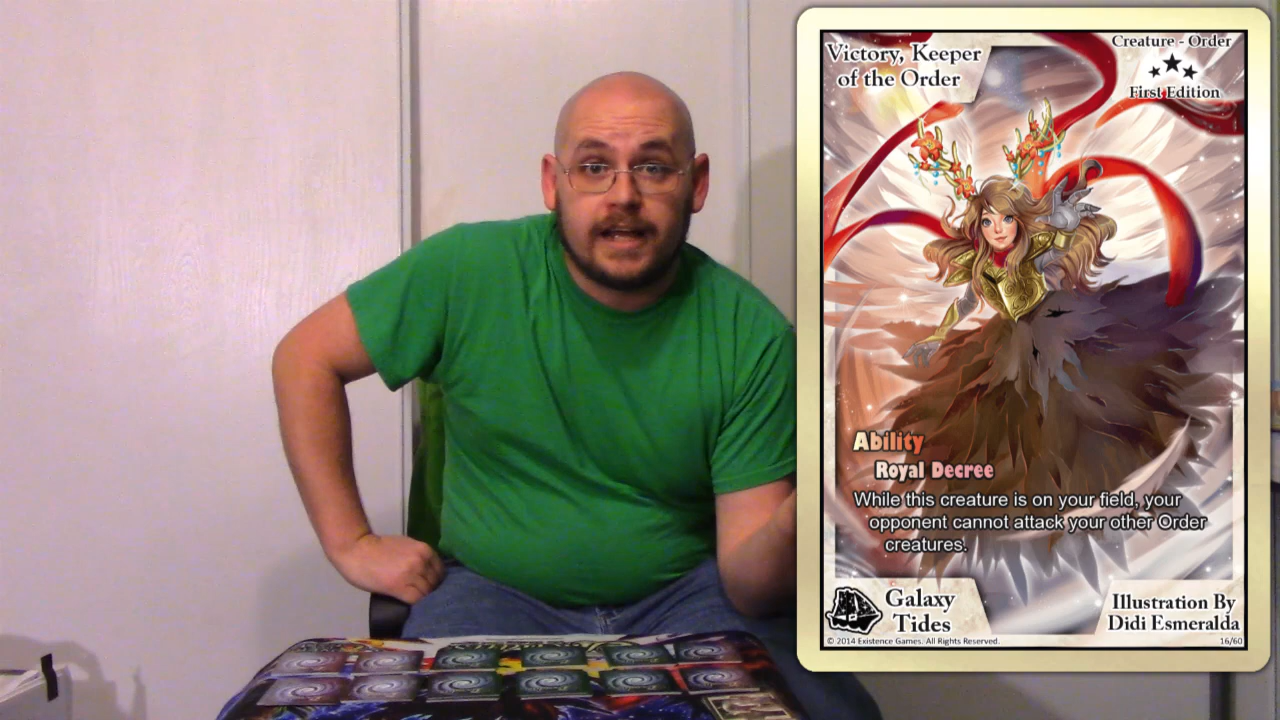 Victory, Keeper
of the Order
Creature - Order
First Edition
Ability
Royal Decree
While this creature is on your field, your
opponent cannot attack your other Order
creatures.
Galaxy
Tides
Illustration By
Didi Esmeralda
© 2014 Existence Games. All Rights Reserved.
16/60